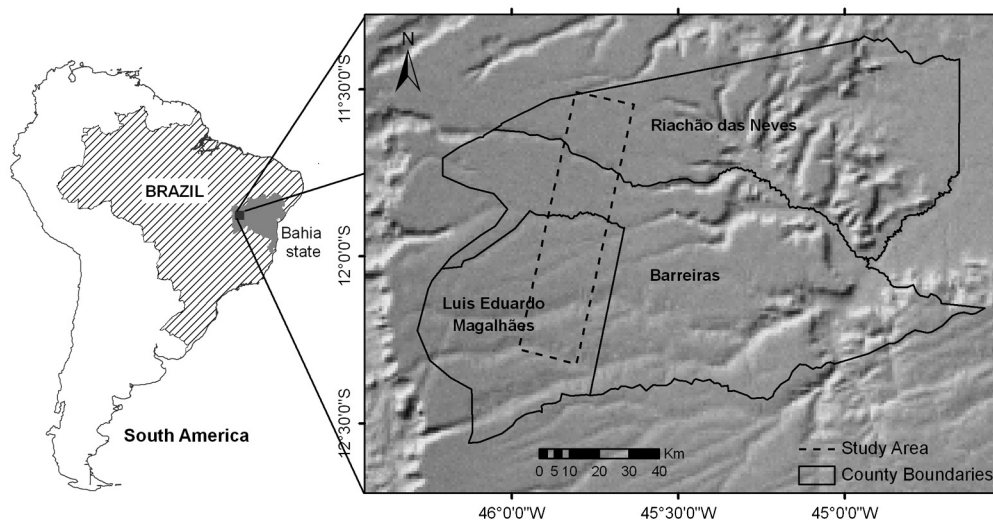 BRAZIL
Bahia
state
South America
N
11°30'0"S
12°0'0"S
12°30'0"S
Riachão das Neves
Barreiras
Luis Eduardo
Magalhães
Km
0 5 10 20 30 40
Study Area
County Boundaries
46°0'0"W
45°30'0"W
45°0'0"W